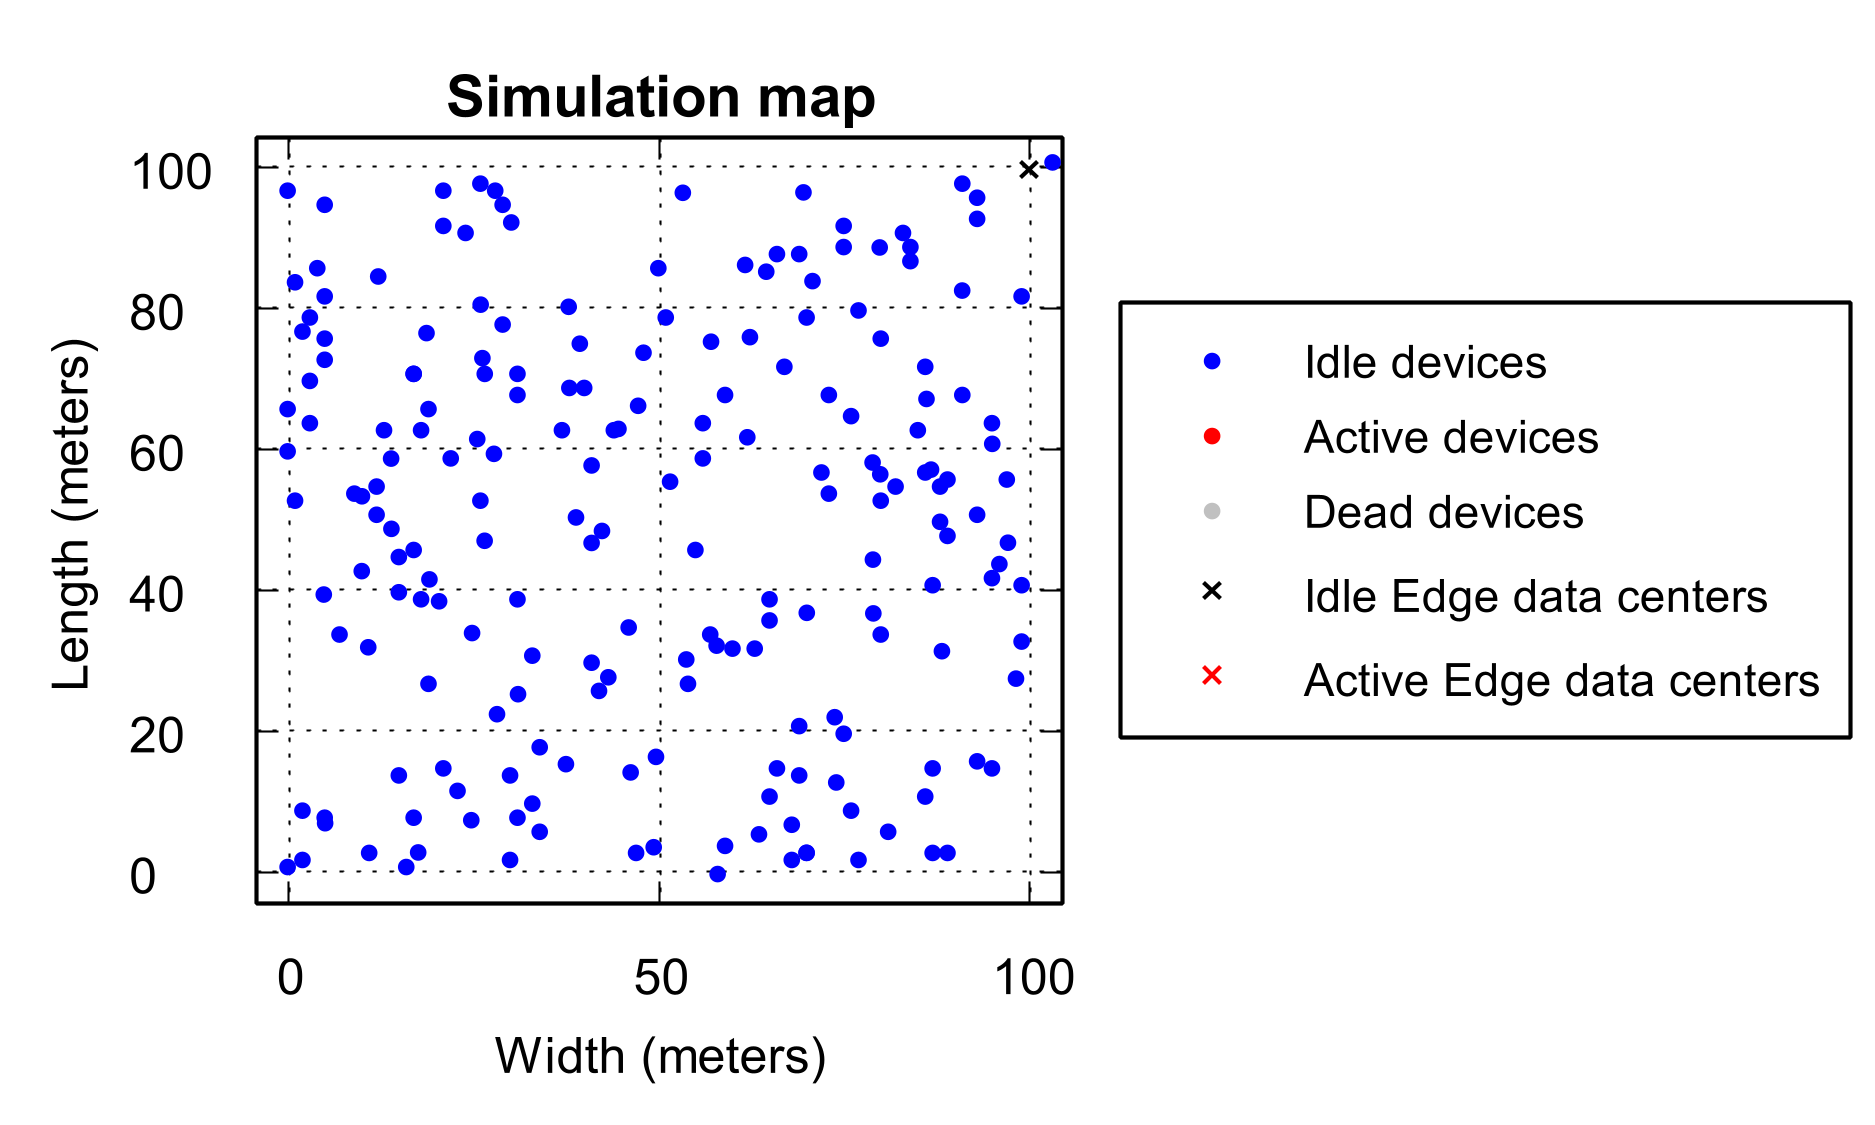 Simulation map
100
80
60
40
20
0
Length (meters)
0 50 100
Width (meters)
Idle devices
Active devices
Dead devices
Idle Edge data centers
Active Edge data centers